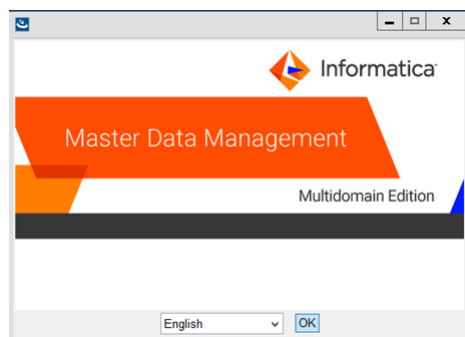 Informatica
Master Data Management
Multidomain Edition
English
OK